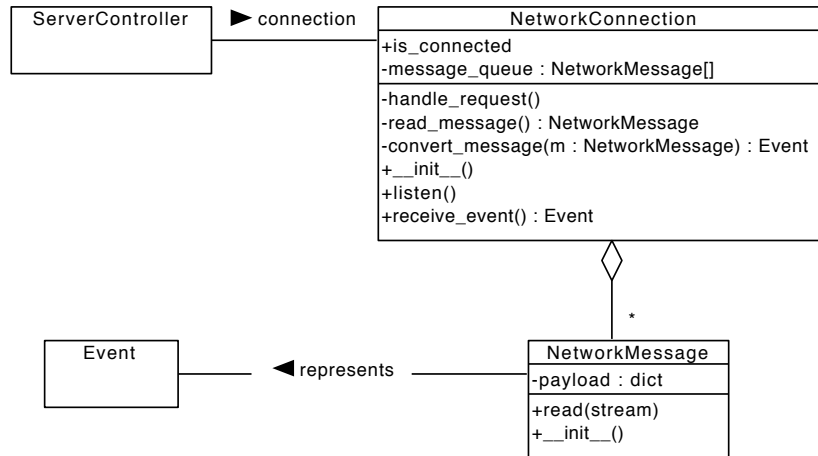 ServerController
connection
NetworkConnection
+is_connected
-message_queue : NetworkMessage[]
-handle_request()
-read_message() : NetworkMessage
-convert_message(m : NetworkMessage) : Event
+__init__()
+listen()
+receive_event() : Event
*
Event
represents
NetworkMessage
-payload : dict
+read(stream)
+__init__()